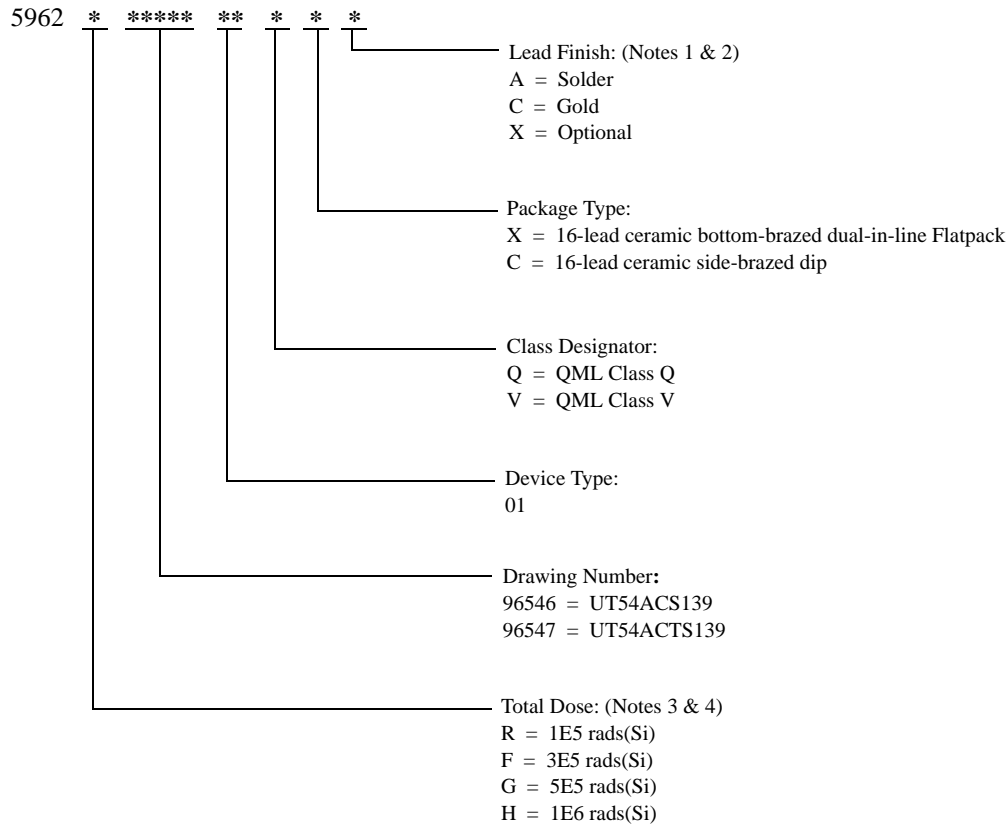 5962 * ***** ** * * *
Lead Finish: (Notes 1 & 2)
A = Solder
C = Gold
X = Optional
Package Type:
X = 16-lead ceramic bottom-brazed dual-in-line Flatpack
C = 16-lead ceramic side-brazed dip
Class Designator:
Q = QML Class Q
V = QML Class V
Device Type:
01
Drawing Number:
96546 = UT54ACS139
96547 = UT54ACTS139
Total Dose: (Notes 3 & 4)
R = 1E5 rads(Si)
F = 3E5 rads(Si)
G = 5E5 rads(Si)
H = 1E6 rads(Si)